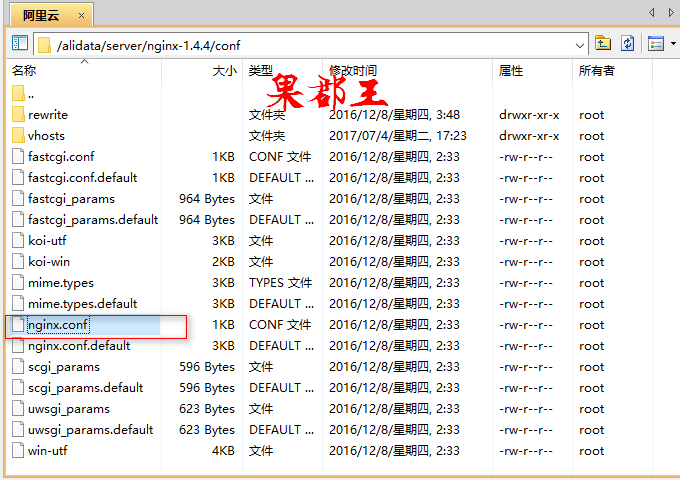 阿里云 ×
/alidata/server/nginx-1.4.4/conf
名称 大小 类型 修改时间 属性 所有者
果郡王
..
rewrite 文件夹 2016/12/8/星期四, 3:48 drwxr-xr-x root
vhosts 文件夹 2017/07/4/星期二, 17:23 drwxr-xr-x root
fastcgi.conf 1KB CONF 文件 2016/12/8/星期四, 2:33 -rw-r--r-- root
fastcgi.conf.default 1KB DEFAULT ... 2016/12/8/星期四, 2:33 -rw-r--r-- root
fastcgi_params 964 Bytes 文件 2016/12/8/星期四, 2:33 -rw-r--r-- root
fastcgi_params.default 964 Bytes DEFAULT ... 2016/12/8/星期四, 2:33 -rw-r--r-- root
koi-utf 3KB 文件 2016/12/8/星期四, 2:33 -rw-r--r-- root
koi-win 2KB 文件 2016/12/8/星期四, 2:33 -rw-r--r-- root
mime.types 3KB TYPES 文件 2016/12/8/星期四, 2:33 -rw-r--r-- root
mime.types.default 3KB DEFAULT ... 2016/12/8/星期四, 2:33 -rw-r--r-- root
nginx.conf 1KB CONF 文件 2016/12/8/星期四, 2:33 -rw-r--r-- root
nginx.conf.default 3KB DEFAULT ... 2016/12/8/星期四, 2:33 -rw-r--r-- root
scgi_params 596 Bytes 文件 2016/12/8/星期四, 2:33 -rw-r--r-- root
scgi_params.default 596 Bytes DEFAULT ... 2016/12/8/星期四, 2:33 -rw-r--r-- root
uwsgi_params 623 Bytes 文件 2016/12/8/星期四, 2:33 -rw-r--r-- root
uwsgi_params.default 623 Bytes DEFAULT ... 2016/12/8/星期四, 2:33 -rw-r--r-- root
win-utf 4KB 文件 2016/12/8/星期四, 2:33 -rw-r--r-- root